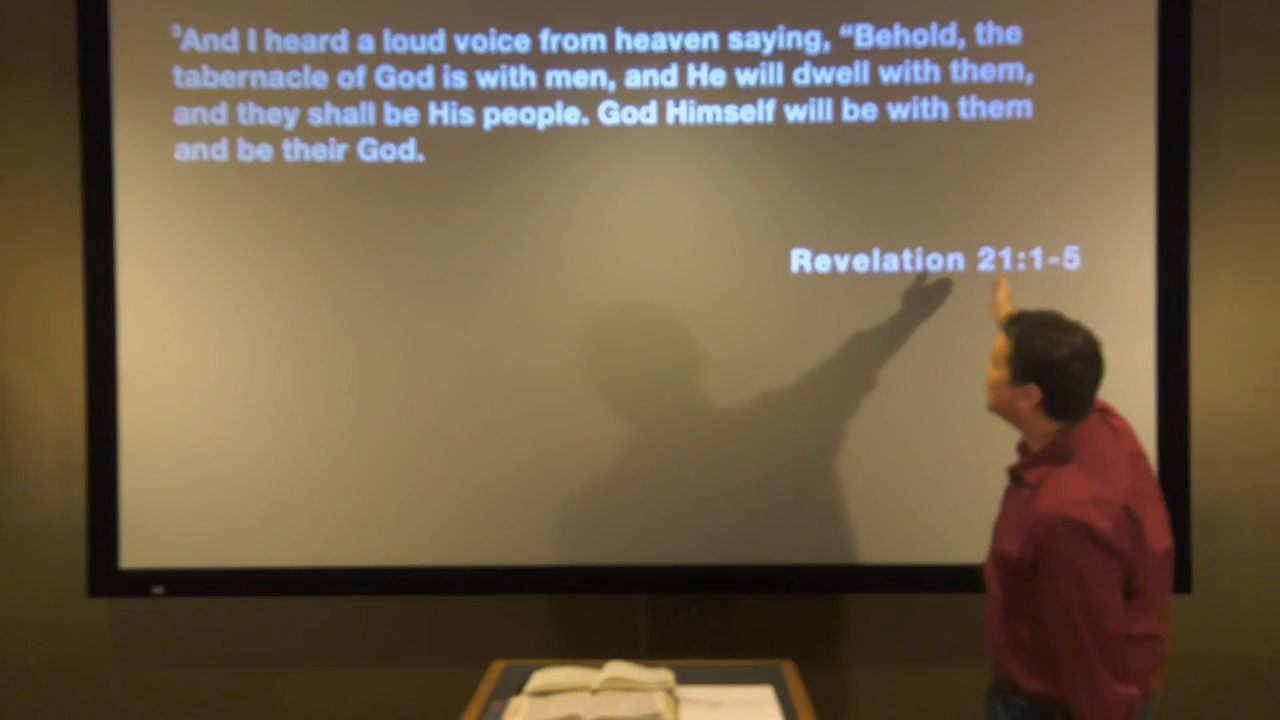 ³And I heard a loud voice from heaven saying, “Behold, the
tabernacle of God is with men, and He will dwell with them,
and they shall be His people. God Himself will be with them
and be their God.
Revelation 21:1-5